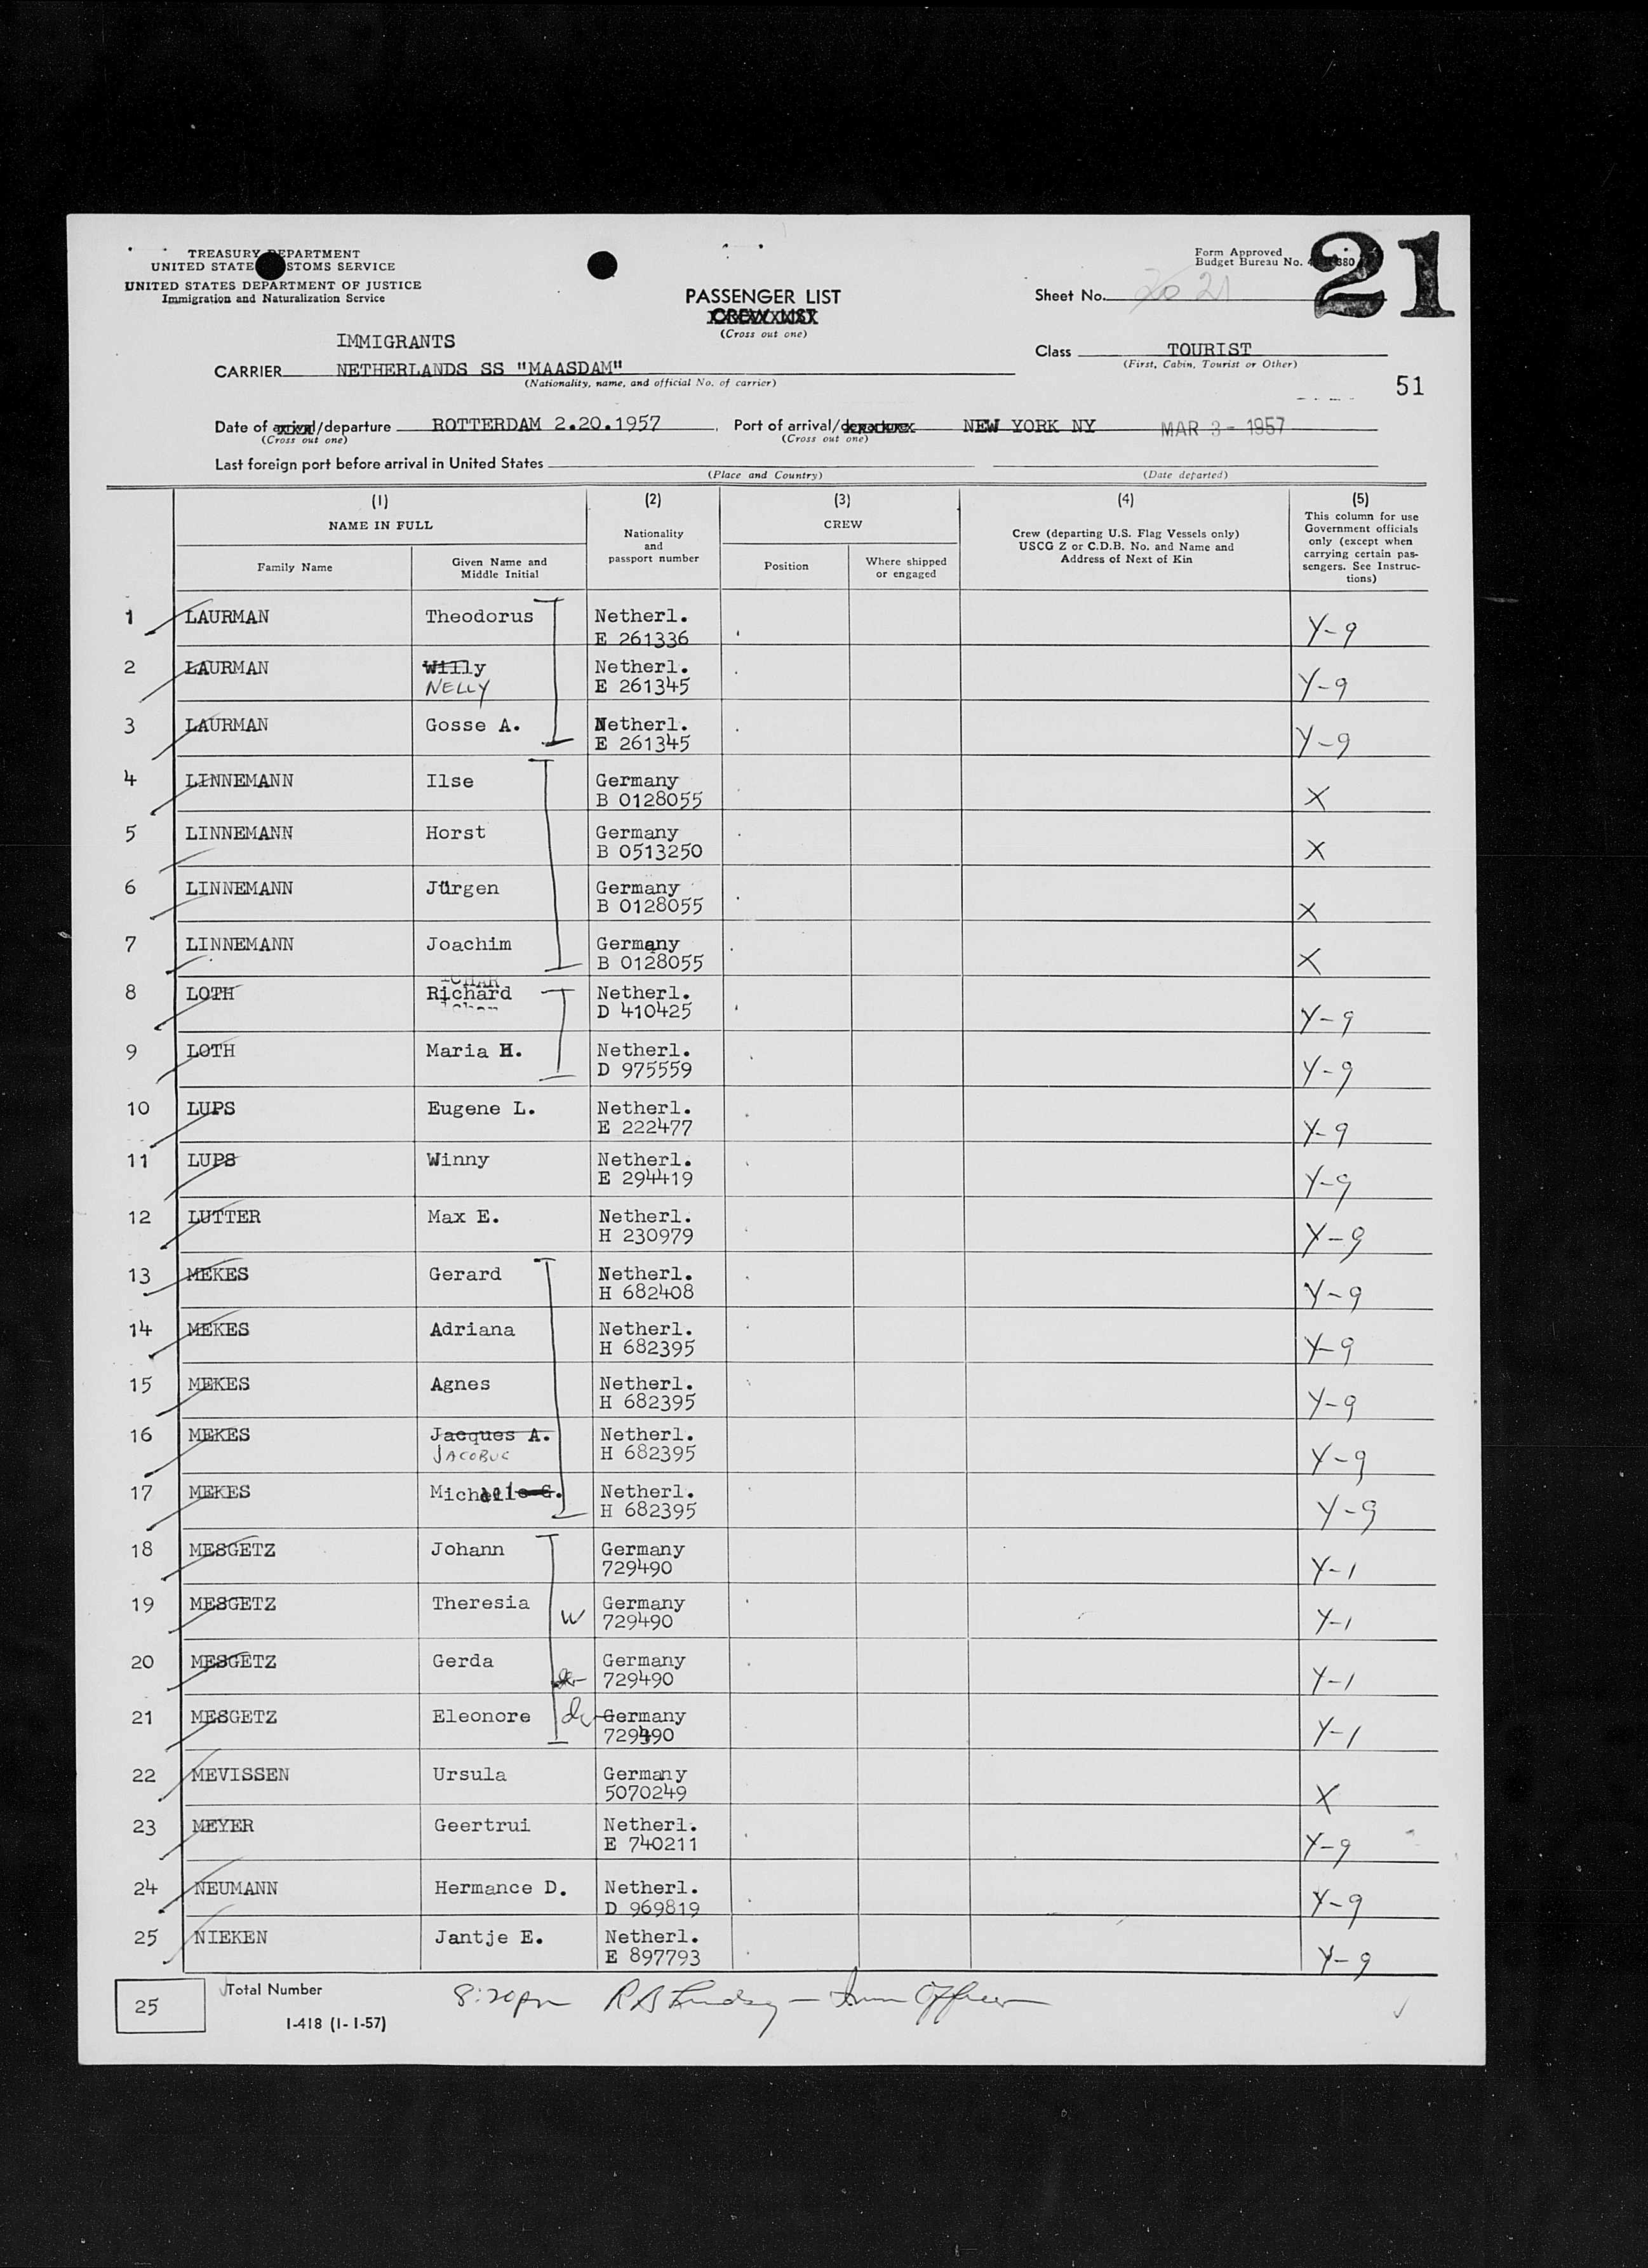 TREASURY DEPARTMENT
UNITED STATES CUSTOMS SERVICE
UNITED STATES DEPARTMENT OF JUSTICE
Immigration and Naturalization Service
Form Approved
Budget Bureau No.
21
PASSENGER LIST
CREW LIST
(Cross out one)
Sheet No. 20 21
IMMIGRANTS
CARRIER NETHERLANDS SS "MAASDAM"
(Nationality, name, and official No. of carrier)
Class TOURIST
(First, Cabin, Tourist or Other)
51
Date of arrival/departure ROTTERDAM 2.20.1957. Port of arrival/departure NEW YORK NY MAR 3 - 1957
(Cross out one) (Cross out one)
Last foreign port before arrival in United States
(Place and Country) (Date departed)
(1) (2) (3) (4) (5)
NAME IN FULL
Family Name
Given Name and
Middle Initial
Nationality
and
passport number
CREW
Position
Where shipped
or engaged
Crew (departing U.S. Flag Vessels only)
USCG Z or C.D.B. No. and Name and
Address of Next of Kin
This column for use
Government officials
only (except when
carrying certain pas-
sengers. See Instruc-
tions)
1 LAURMAN Theodorus Netherl.
E 261336 Y-9
2 LAURMAN Willy Netherl.
NELLY E 261345 Y-9
3 LAURMAN Gosse A. Netherl.
E 261345 Y-9
4 LINNEMANN Ilse Germany
B 0128055 X
5 LINNEMANN Horst Germany
B 0513250 X
6 LINNEMANN Jürgen Germany
B 0128055 X
7 LINNEMANN Joachim Germany
B 0128055 X
8 LOTH Richard Netherl.
D 410425 Y-9
9 LOTH Maria H. Netherl.
D 975559 Y-9
10 LUPS Eugene L. Netherl.
E 222477 Y-9
11 LUPS Winny Netherl.
E 294419 Y-9
12 LUTTER Max E. Netherl.
H 230979 Y-9
13 MEKES Gerard Netherl.
H 682408 Y-9
14 MEKES Adriana Netherl.
H 682395 Y-9
15 MEKES Agnes Netherl.
H 682395 Y-9
16 MEKES Jacques A. Netherl.
JACOBUC H 682395 Y-9
17 MEKES Netherl.
H 682395 Y-9
18 MESGETZ Johann Germany
729490 Y-1
19 MESGETZ Theresia W Germany
729490 Y-1
20 MESGETZ Gerda Germany
729490 Y-1
21 MESGETZ Eleonore Germany
729490 Y-1
22 MEVISSEN Ursula Germany
5070249 X
23 MEYER Geertrui Netherl.
E 740211 Y-9
24 NEUMANN Hermance D. Netherl.
D 969819 Y-9
25 NIEKEN Jantje E. Netherl.
E 897793 Y-9
25 Total Number 8:20pm Imm Officer
I-418 (1-1-57)